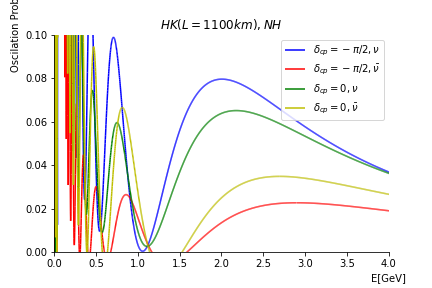 HK(L = 1100km), NH
Oscilation Prob
0.10
0.08
0.06
0.04
0.02
0.00
δcp = − π/2, ν
δcp = − π/2, ν̄
δcp = 0, ν
δcp = 0, ν̄
0.0 0.5 1.0 1.5 2.0 2.5 3.0 3.5 4.0
E[GeV]